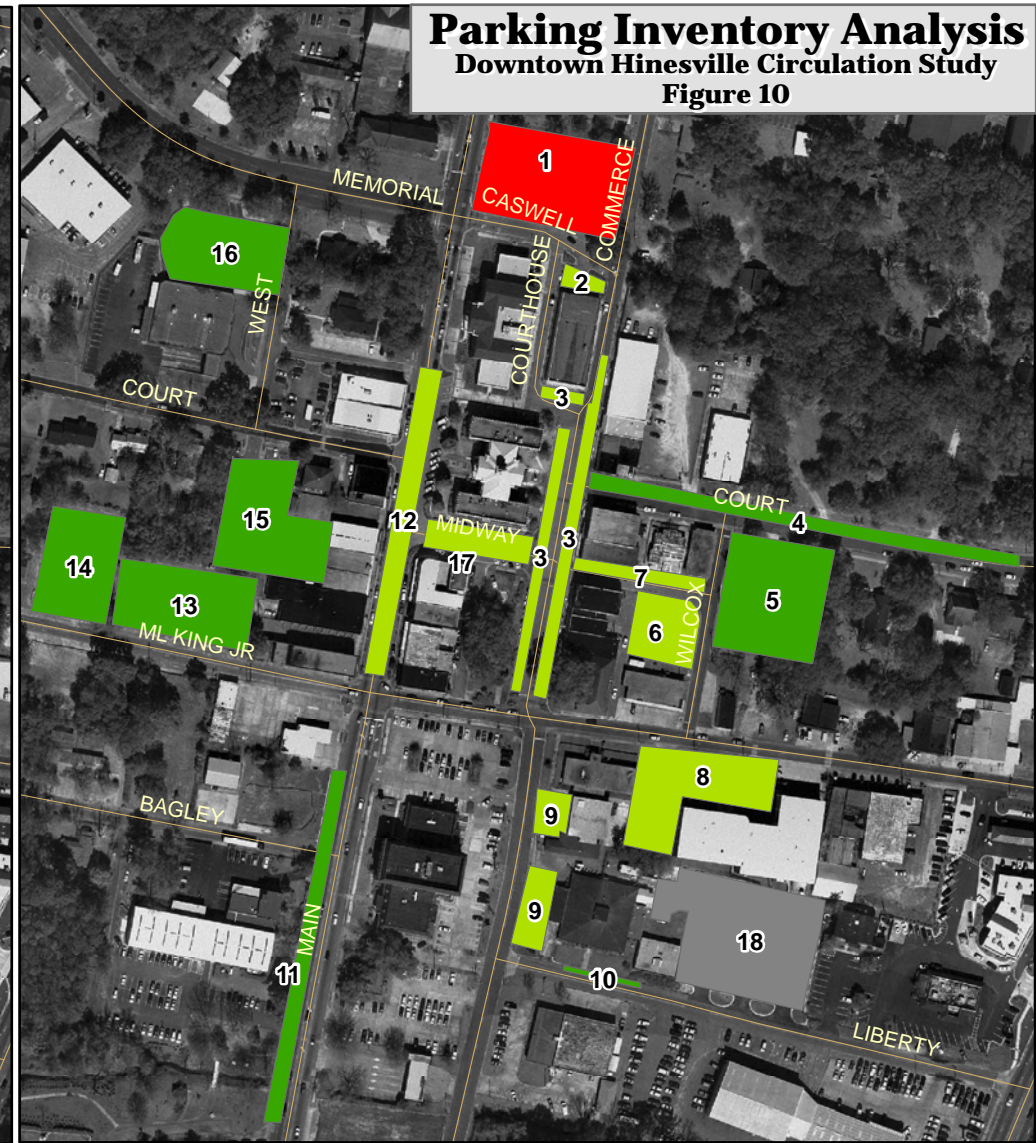 Parking Inventory Analysis
Downtown Hinesville Circulation Study
Figure 10
1
MEMORIAL
CASWELL
COMMERCE
16
WEST
COURTHOUSE
2
COURT
3
COURT
4
12
MIDWAY
3
3
15
17
14
7
5
13
6
WILCOX
ML KING JR
8
BAGLEY
9
9
MAIN
18
11
10
LIBERTY